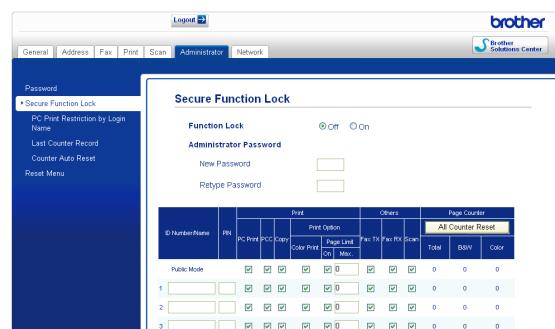 Logout
brother
General Address Fax Print Scan Administrator Network
Brother
Solutions Center
Password
Secure Function Lock
PC Print Restriction by Login
Name
Last Counter Record
Counter Auto Reset
Reset Menu
Secure Function Lock
Function Lock Off On
Administrator Password
New Password
Retype Password
Print Others Page Counter
ID Number/Name PIN PC Print PCC Copy Print Option Fax TX Fax RX Scan All Counter Reset
Color Print Page Limit Total B&W Color
On Max.
Public Mode 0 0 0 0
1 0 0 0 0
2 0 0 0 0
3 0 0 0 0